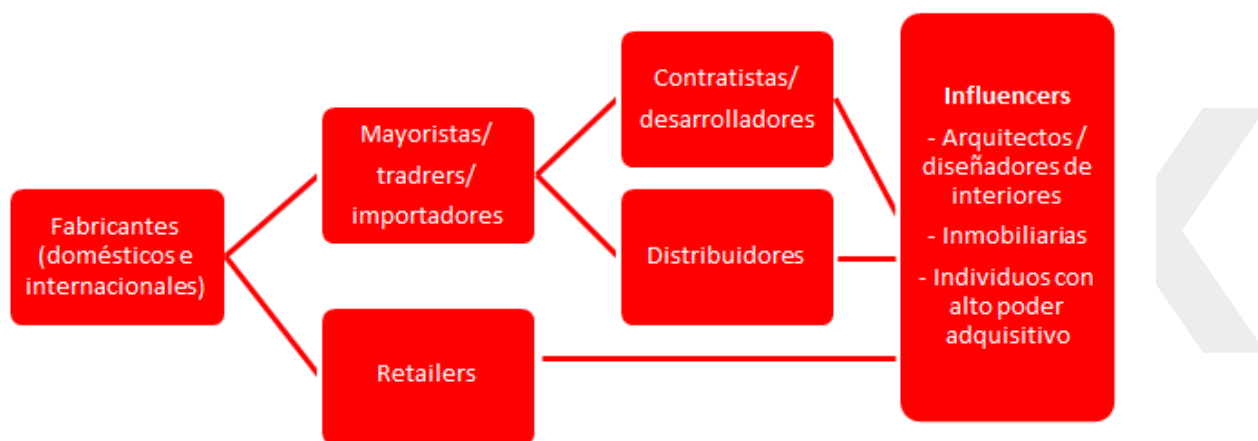 Fabricantes
(domésticos e
internacionales)
Mayoristas/
tradrers/
importadores
Retailers
Contratistas/
desarrolladores
Distribuidores
Influencers
- Arquitectos /
diseñadores de
interiores
- Inmobiliarias
- Individuos con
alto poder
adquisitivo